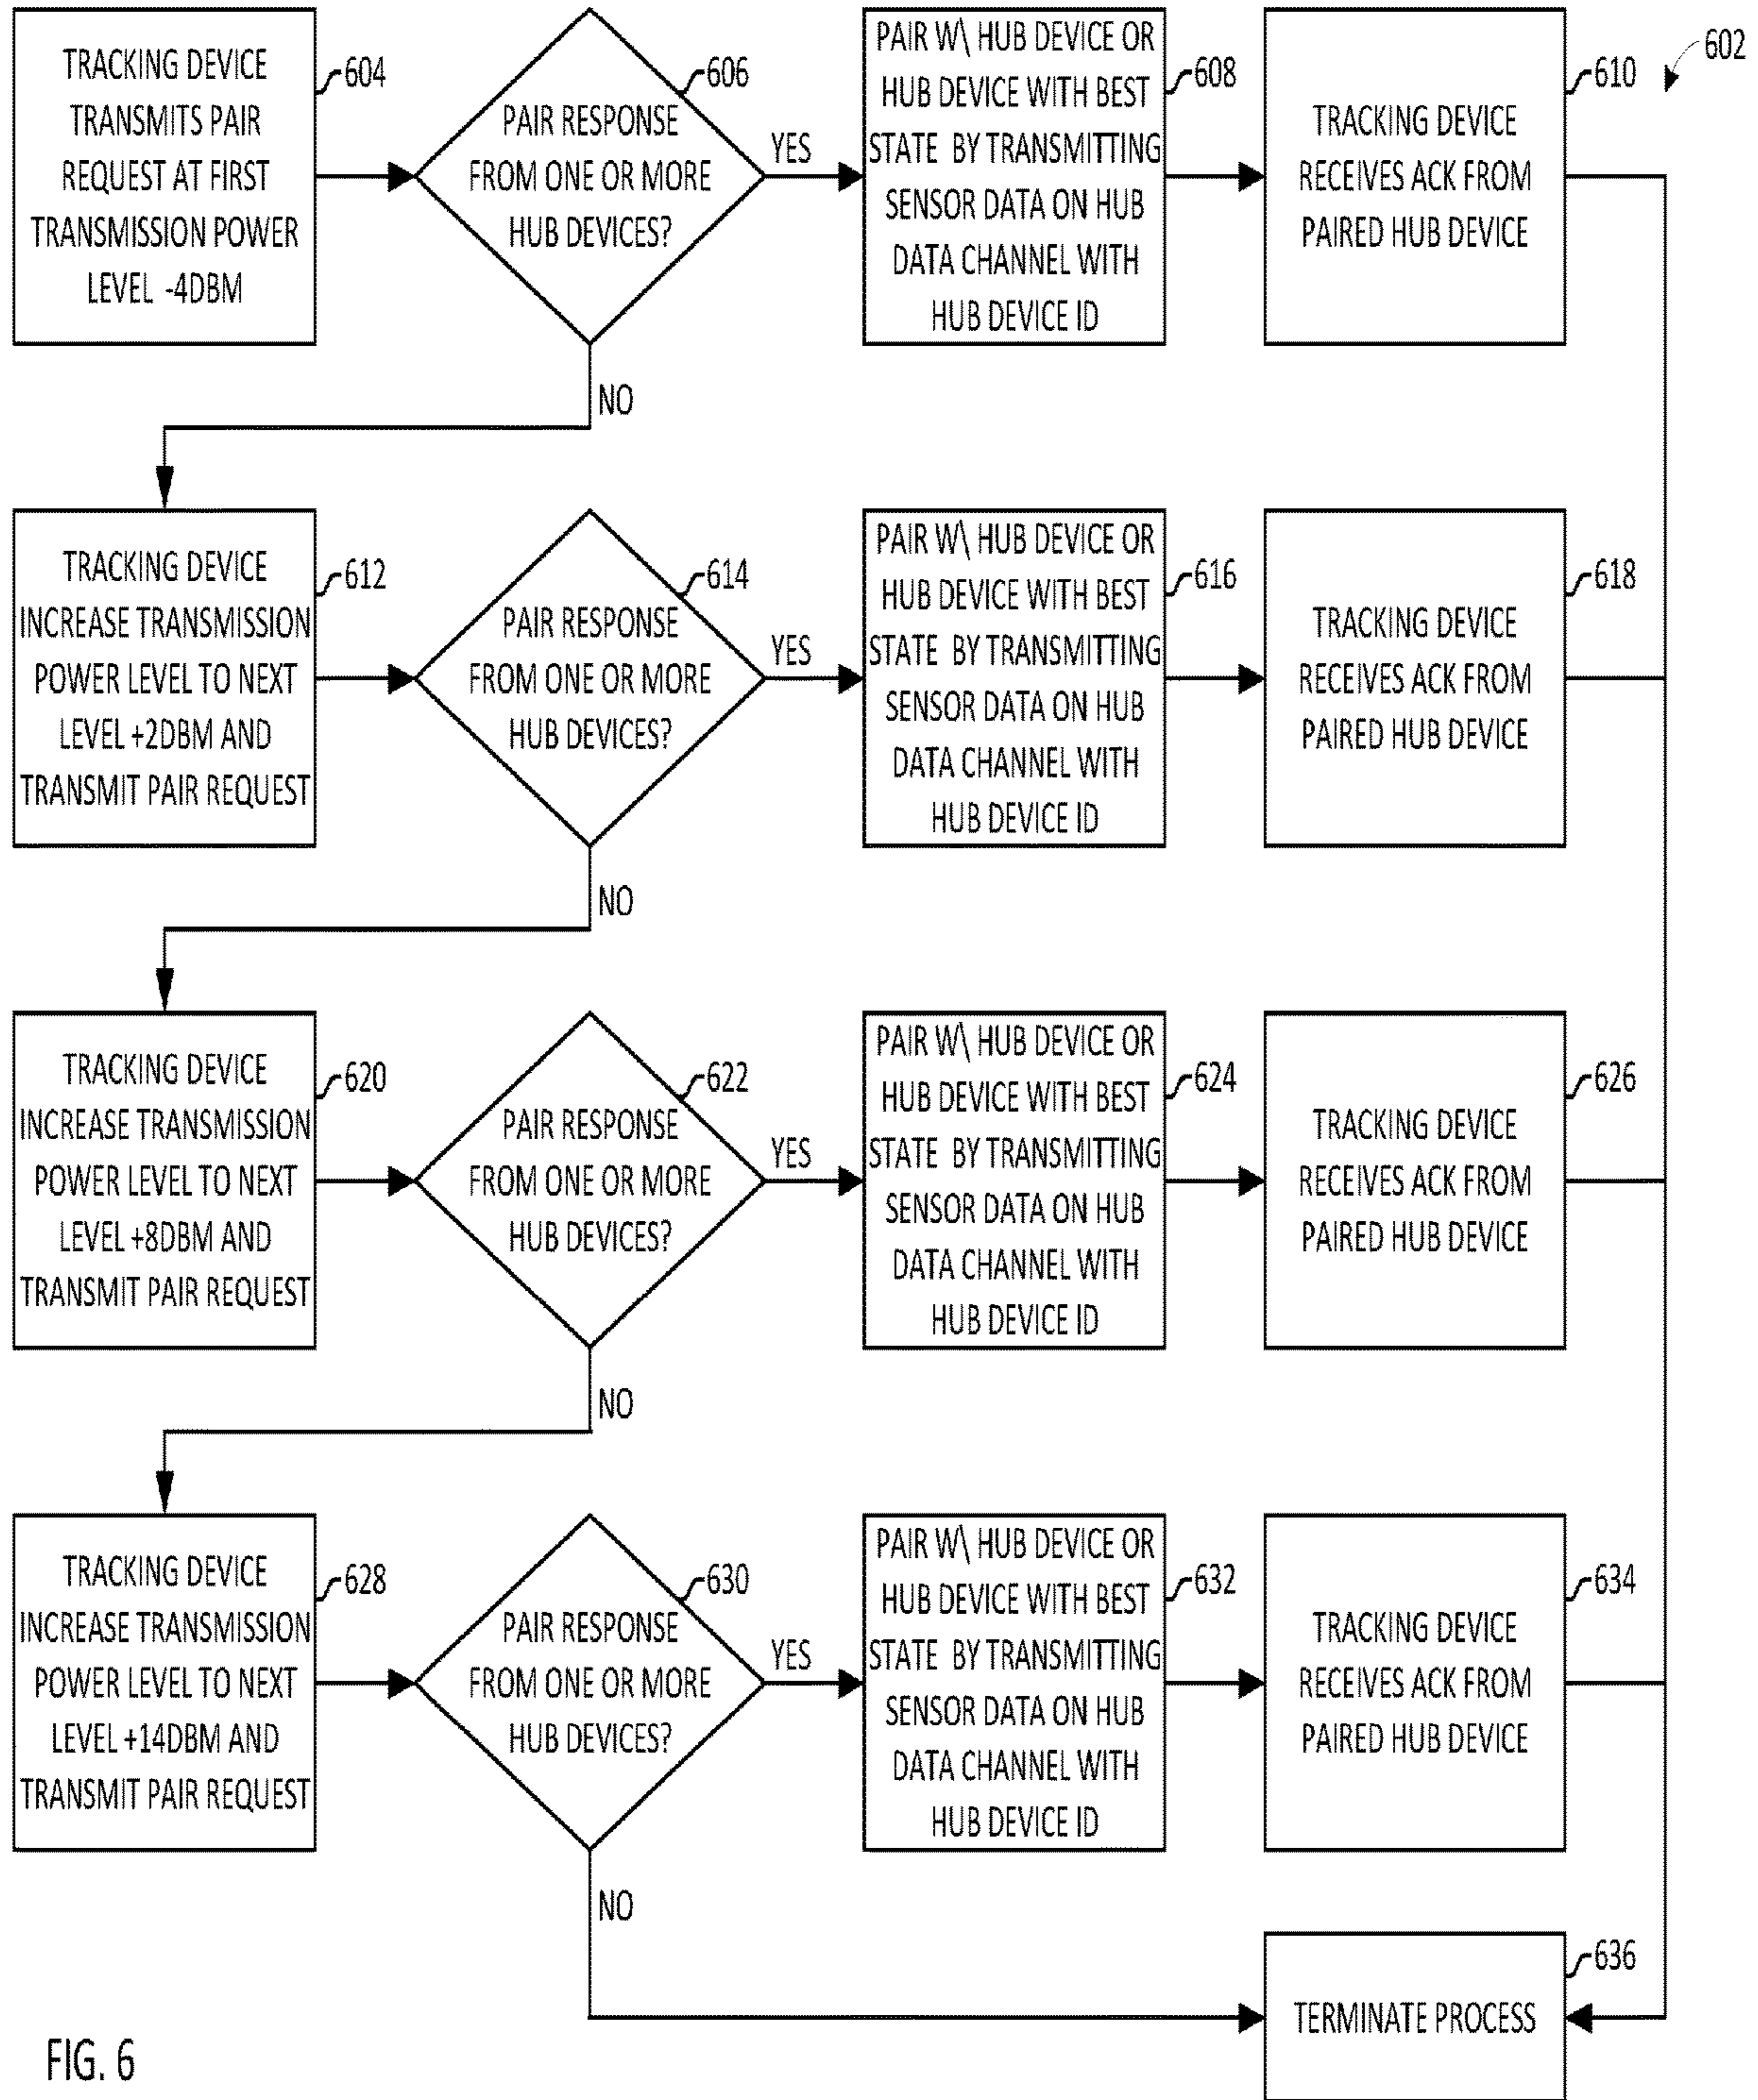 TRACKING DEVICE
TRANSMITS PAIR
REQUEST AT FIRST
TRANSMISSION POWER
LEVEL -4DBM
604
PAIR RESPONSE
FROM ONE OR MORE
HUB DEVICES?
606
YES
NO
PAIR W\ HUB DEVICE OR
HUB DEVICE WITH BEST
STATE BY TRANSMITTING
SENSOR DATA ON HUB
DATA CHANNEL WITH
HUB DEVICE ID
608
TRACKING DEVICE
RECEIVES ACK FROM
PAIRED HUB DEVICE
610
602
TRACKING DEVICE
INCREASE TRANSMISSION
POWER LEVEL TO NEXT
LEVEL +2DBM AND
TRANSMIT PAIR REQUEST
612
PAIR RESPONSE
FROM ONE OR MORE
HUB DEVICES?
614
YES
NO
PAIR W\ HUB DEVICE OR
HUB DEVICE WITH BEST
STATE BY TRANSMITTING
SENSOR DATA ON HUB
DATA CHANNEL WITH
HUB DEVICE ID
616
TRACKING DEVICE
RECEIVES ACK FROM
PAIRED HUB DEVICE
618
TRACKING DEVICE
INCREASE TRANSMISSION
POWER LEVEL TO NEXT
LEVEL +8DBM AND
TRANSMIT PAIR REQUEST
620
PAIR RESPONSE
FROM ONE OR MORE
HUB DEVICES?
622
YES
NO
PAIR W\ HUB DEVICE OR
HUB DEVICE WITH BEST
STATE BY TRANSMITTING
SENSOR DATA ON HUB
DATA CHANNEL WITH
HUB DEVICE ID
624
TRACKING DEVICE
RECEIVES ACK FROM
PAIRED HUB DEVICE
626
TRACKING DEVICE
INCREASE TRANSMISSION
POWER LEVEL TO NEXT
LEVEL +14DBM AND
TRANSMIT PAIR REQUEST
628
PAIR RESPONSE
FROM ONE OR MORE
HUB DEVICES?
630
YES
NO
PAIR W\ HUB DEVICE OR
HUB DEVICE WITH BEST
STATE BY TRANSMITTING
SENSOR DATA ON HUB
DATA CHANNEL WITH
HUB DEVICE ID
632
TRACKING DEVICE
RECEIVES ACK FROM
PAIRED HUB DEVICE
634
TERMINATE PROCESS
636
FIG. 6